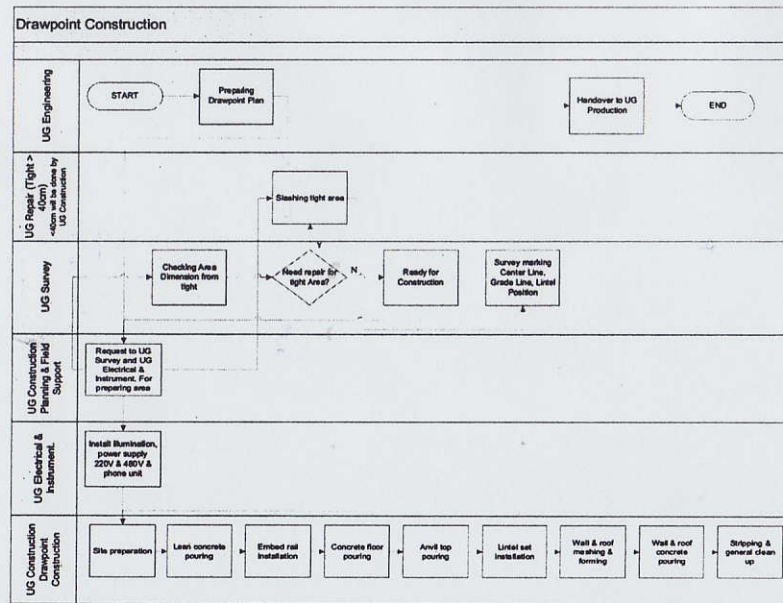 Drawpoint Construction
UG Engineering
START
Preparing
Drawpoint Plan
Handover to UG
Production
END
UG Repair (Tight >
40cm)
<40cm will be done by
UG Construction
Slashing tight area
UG Survey
Checking Area
Dimension from
tight
Need repair for
tight Area?
Y
N
Ready for
Construction
Survey marking
Center Line,
Grade Line, Lintel
Position
UG Construction
Planning & Field
Support
Request to UG
Survey and UG
Electrical &
Instrument. For
preparing area
UG Electrical &
Instrument.
Install illumination,
power supply
220V & 480V &
phone unit
UG Construction
Drawpoint
Construction
Site preparation
Lean concrete
pouring
Embed rail
installation
Concrete floor
pouring
Anvil top
pouring
Lintel set
installation
Wall & roof
meshing &
forming
Wall & roof
concrete
pouring
Stripping &
general clean
up